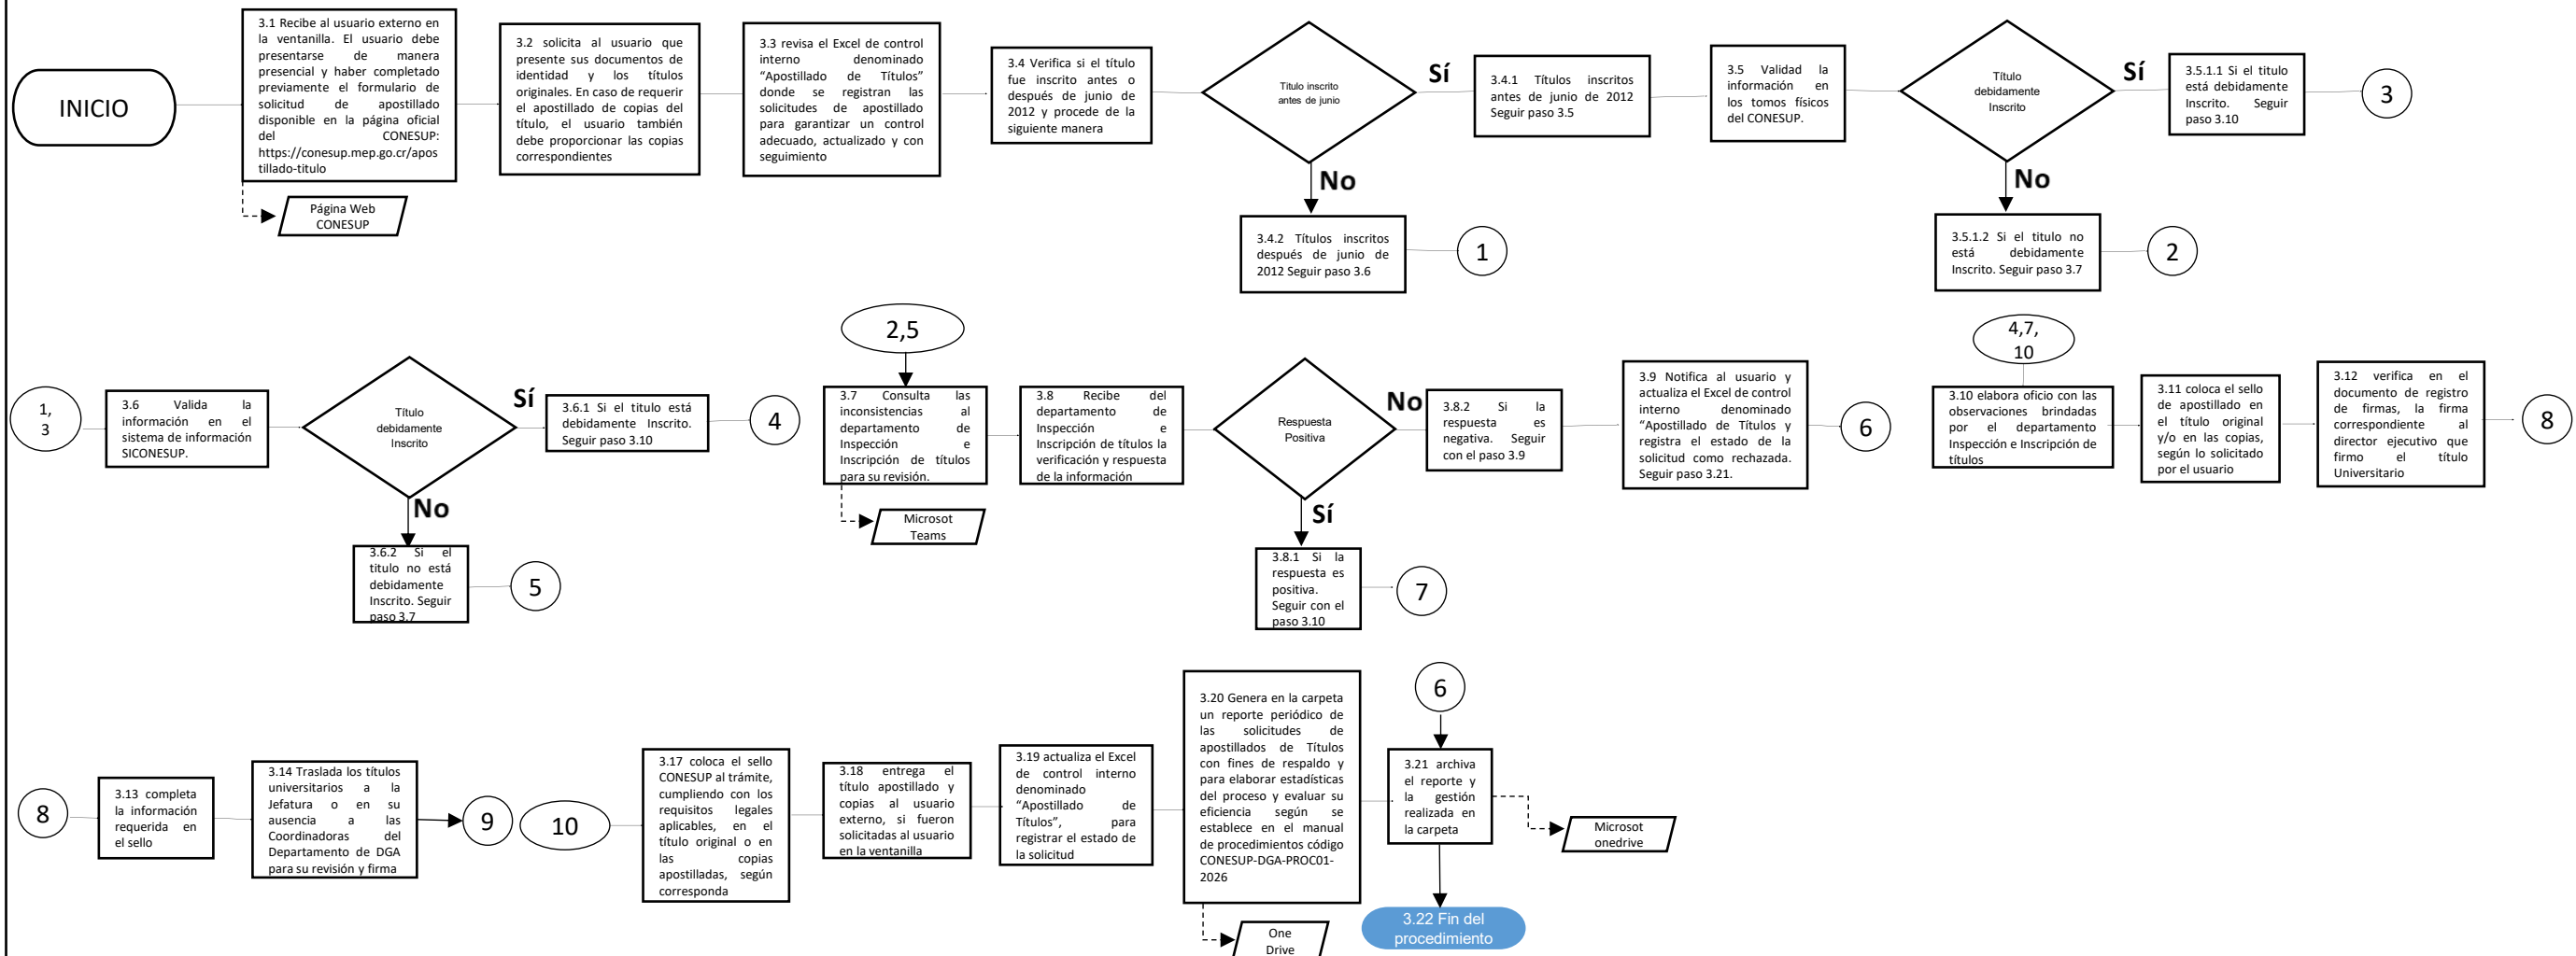 INICIO
3.1 Recibe al usuario externo en
la ventanilla. El usuario debe
presentarse de manera
presencial y haber completado
previamente el formulario de
solicitud de apostillado
disponible en la página oficial
del CONESUP:
https://conesup.mep.go.cr/apos
tillado-titulo
Página Web
CONESUP
3.2 solicita al usuario que
presente sus documentos de
identidad y los títulos
originales. En caso de requerir
el apostillado de copias del
título, el usuario también
debe proporcionar las copias
correspondientes
3.3 revisa el Excel de control
interno denominado
“Apostillado de Títulos”
donde se registran las
solicitudes de apostillado
para garantizar un control
adecuado, actualizado y con
seguimiento
3.4 Verifica si el título
fue inscrito antes o
después de junio de
2012 y procede de la
siguiente manera
Titulo inscrito
antes de junio
Sí
No
3.4.1 Títulos inscritos
antes de junio de 2012
Seguir paso 3.5
3.4.2 Títulos inscritos
después de junio de
2012 Seguir paso 3.6
1
3.5 Validad la
información en
los tomos físicos
del CONESUP.
Título
debidamente
Inscrito
Sí
No
3.5.1.1 Si el titulo
está debidamente
Inscrito. Seguir
paso 3.10
3
3.5.1.2 Si el titulo no
está debidamente
Inscrito. Seguir paso 3.7
2
1,
3
3.6 Valida la
información en el
sistema de información
SICONESUP.
Título
debidamente
Inscrito
Sí
No
3.6.1 Si el titulo está
debidamente Inscrito.
Seguir paso 3.10
4
3.6.2 Si el
titulo no está
debidamente
Inscrito. Seguir
paso 3.7
5
2,5
3.7 Consulta las
inconsistencias al
departamento de
Inspección e
Inscripción de títulos
para su revisión.
Microsot
Teams
3.8 Recibe del
departamento de
Inspección e
Inscripción de títulos la
verificación y respuesta
de la información
Respuesta
Positiva
No
Sí
3.8.2 Si la
respuesta es
negativa. Seguir
con el paso 3.9
3.8.1 Si la
respuesta es
positiva.
Seguir con el
paso 3.10
7
3.9 Notifica al usuario y
actualiza el Excel de control
interno denominado
“Apostillado de Títulos y
registra el estado de la
solicitud como rechazada.
Seguir paso 3.21.
6
4,7,
10
3.10 elabora oficio con las
observaciones brindadas
por el departamento
Inspección e Inscripción de
títulos
3.11 coloca el sello
de apostillado en
el título original
y/o en las copias,
según lo solicitado
por el usuario
3.12 verifica en el
documento de registro
de firmas, la firma
correspondiente al
director ejecutivo que
firmo el título
Universitario
8
8
3.13 completa
la información
requerida en
el sello
3.14 Traslada los títulos
universitarios a la
Jefatura o en su
ausencia a las
Coordinadoras del
Departamento de DGA
para su revisión y firma
9
10
3.17 coloca el sello
CONESUP al trámite,
cumpliendo con los
requisitos legales
aplicables, en el
título original o en
las copias
apostilladas, según
corresponda
3.18 entrega el
título apostillado y
copias al usuario
externo, si fueron
solicitadas al usuario
en la ventanilla
3.19 actualiza el Excel
de control interno
denominado
“Apostillado de
Títulos”, para
registrar el estado de
la solicitud
3.20 Genera en la carpeta
un reporte periódico de
las solicitudes de
apostillados de Títulos
con fines de respaldo y
para elaborar estadísticas
del proceso y evaluar su
eficiencia según se
establece en el manual
de procedimientos código
CONESUP-DGA-PROC01-
2026
One
Drive
6
3.21 archiva
el reporte y
la gestión
realizada en
la carpeta
Microsot
onedrive
3.22 Fin del
procedimiento